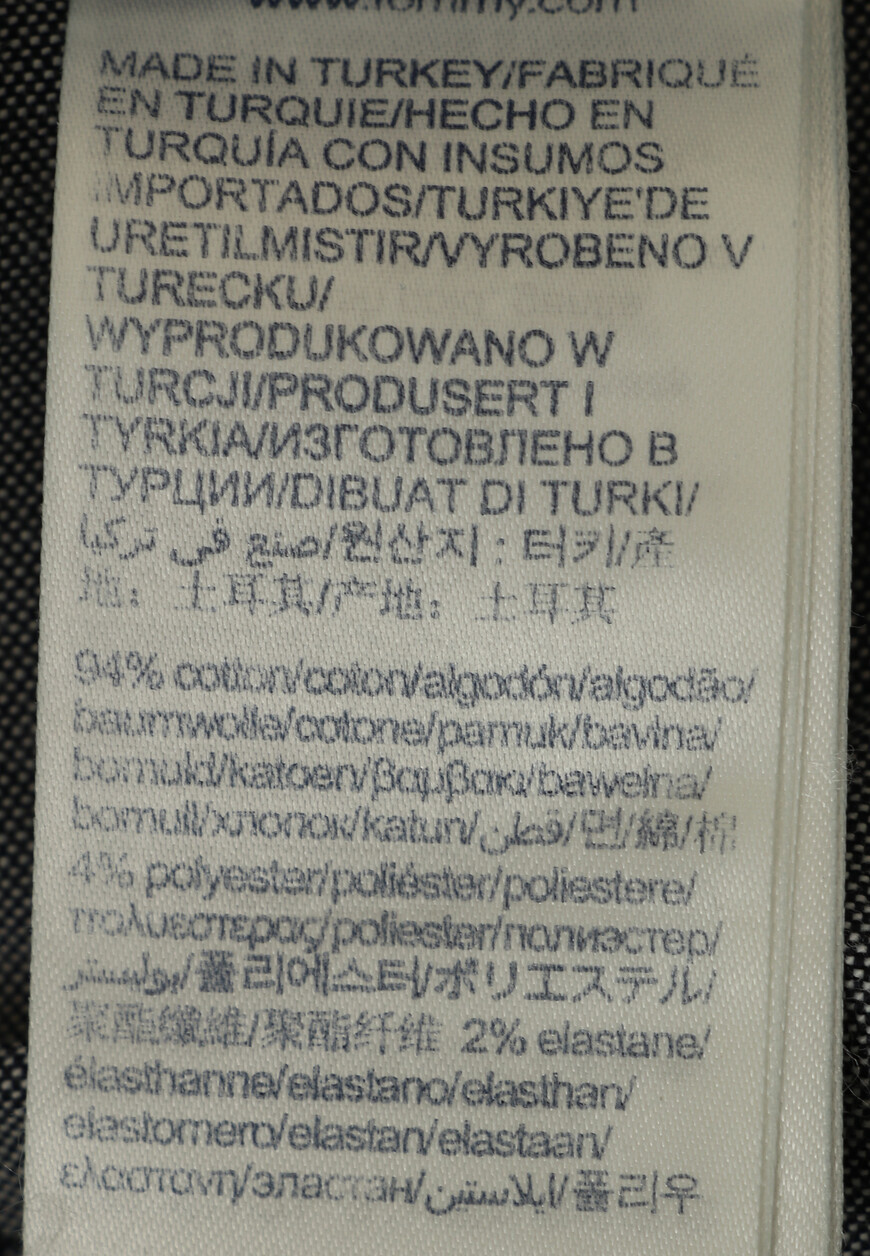 www.tommy.com
MADE IN TURKEY/FABRIQUÉ
EN TURQUIE/HECHO EN
TURQUÍA CON INSUMOS
IMPORTADOS/TURKIYE'DE
URETILMISTIR/VYROBENO V
TURECKU/
WYPRODUKOWANO W
TURCJI/PRODUSERT I
TYRKIA/ИЗГОТОВЛЕНО В
ТУРЦИИ/DIBUAT DI TURKI/
صنع في تركيا/원산지 : 터키/產
地：土耳其/产地：土耳其
94% cotton/coton/algodón/algodão/
baumwolle/cotone/pamuk/bavlna/
bomuld/katoen/βαμβακι/bawelna/
bomull/хлопок/katun/قطن/면/綿/棉
4% polyester/poliéster/poliestere/
πολυεστερας/poliester/полиэстер/
بوليستر/폴리에스터/ポリエステル/
聚酯纖維/聚酯纤维 2% elastane/
élasthanne/elastano/elasthan/
elastomero/elastan/elastaan/
ελαστανη/эластан/ايلاستين/폴리우